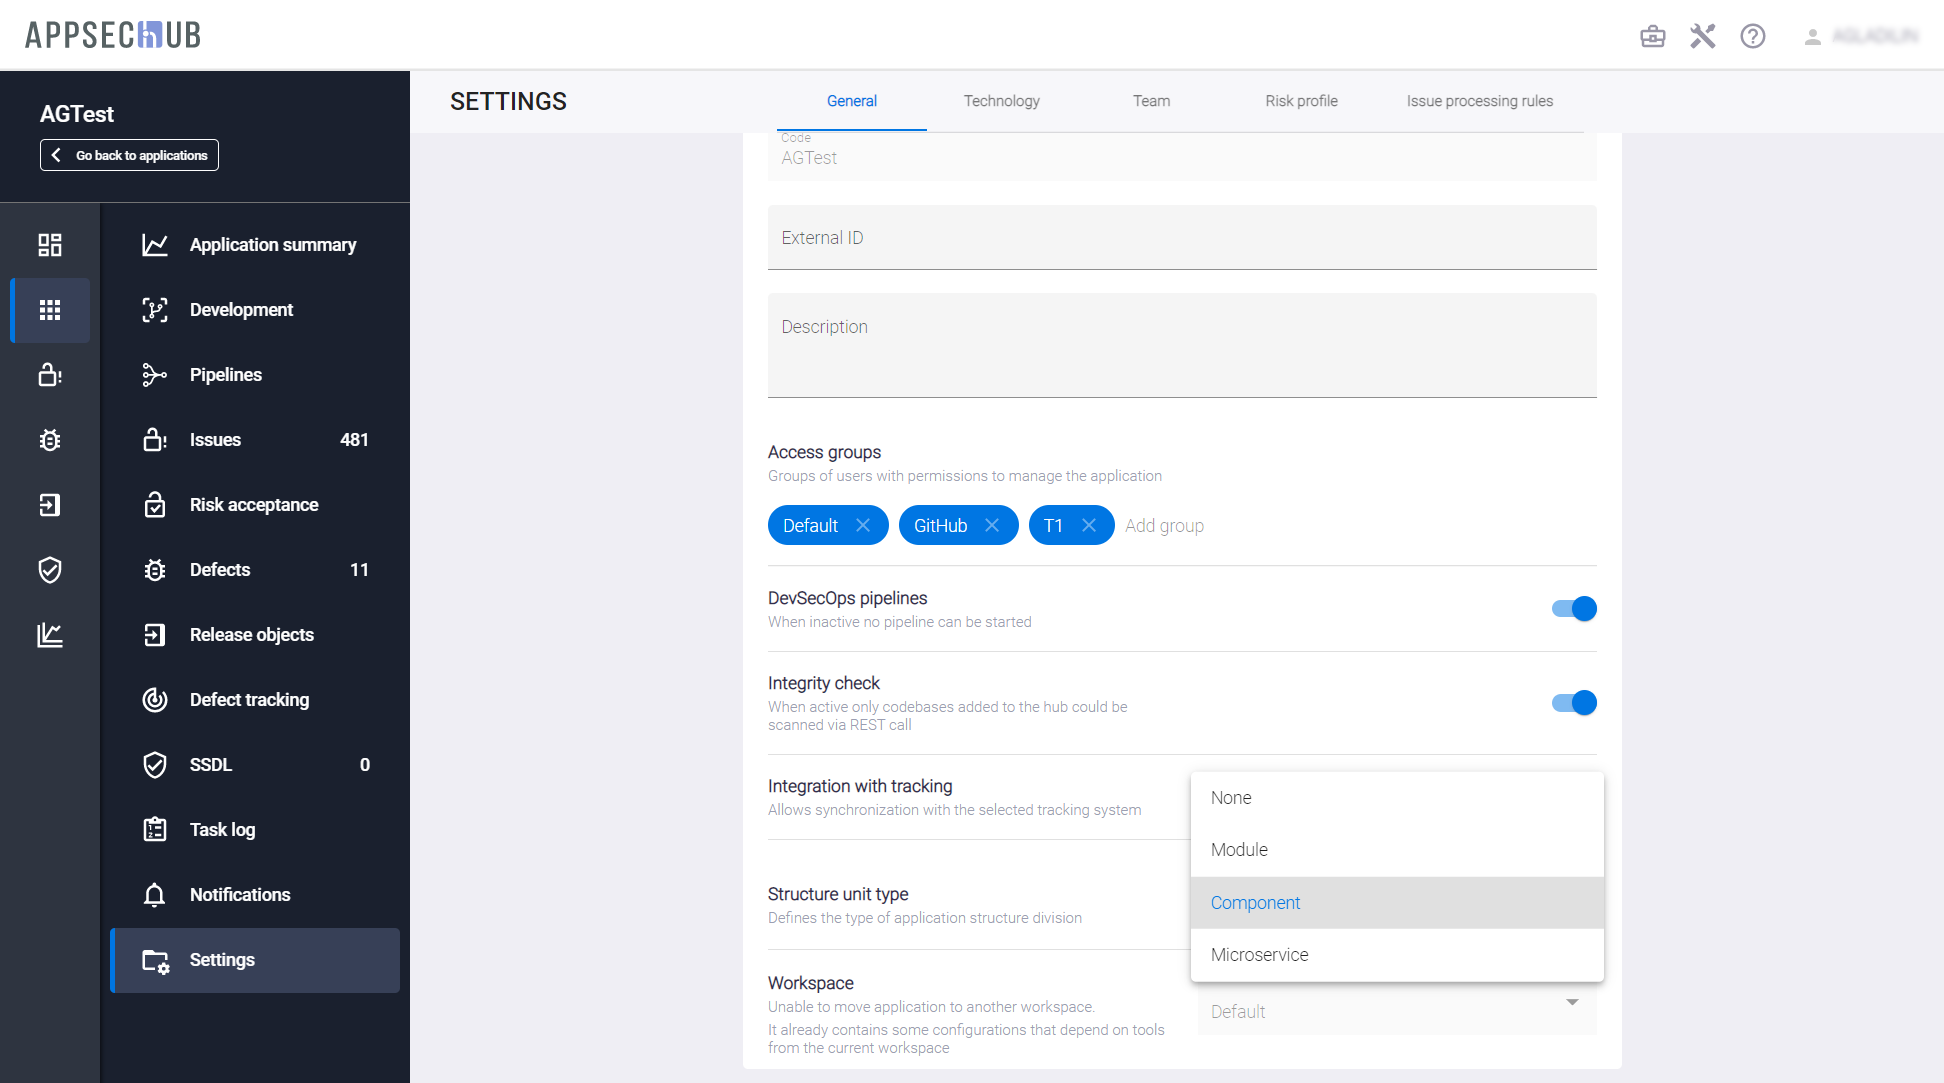 APPSECHUB
AGTest
Go back to applications
SETTINGS
General
Technology
Team
Risk profile
Issue processing rules
Application summary
Development
Pipelines
Issues 481
Risk acceptance
Defects 11
Release objects
Defect tracking
SSDL 0
Task log
Notifications
Settings
Code
AGTest
External ID
Description
Access groups
Groups of users with permissions to manage the application
Default
GitHub
T1
Add group
DevSecOps pipelines
When inactive no pipeline can be started
Integrity check
When active only codebases added to the hub could be
scanned via REST call
Integration with tracking
Allows synchronization with the selected tracking system
Structure unit type
Defines the type of application structure division
None
Module
Component
Microservice
Workspace
Unable to move application to another workspace.
It already contains some configurations that depend on tools
from the current workspace
Default